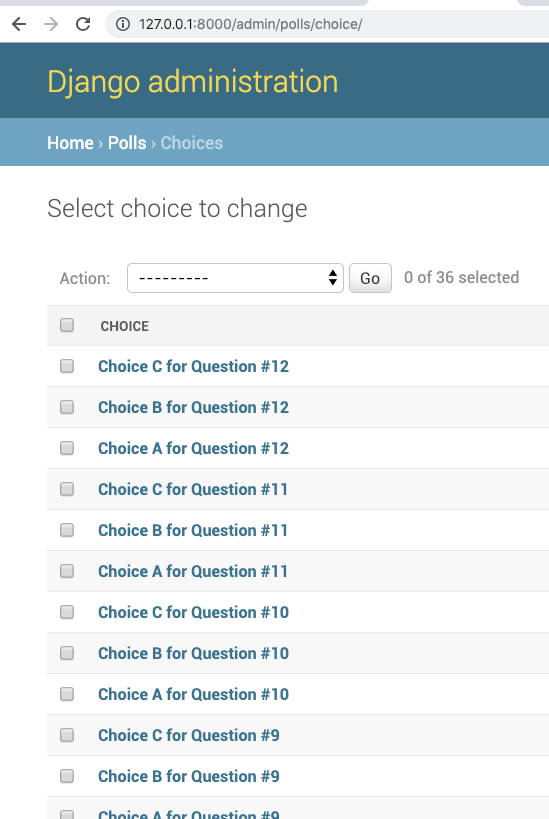 127.0.0.1:8000/admin/polls/choice/
Django administration
Home › Polls › Choices
Select choice to change
Action: --------- Go 0 of 36 selected
CHOICE
Choice C for Question #12
Choice B for Question #12
Choice A for Question #12
Choice C for Question #11
Choice B for Question #11
Choice A for Question #11
Choice C for Question #10
Choice B for Question #10
Choice A for Question #10
Choice C for Question #9
Choice B for Question #9
Choice A for Question #9